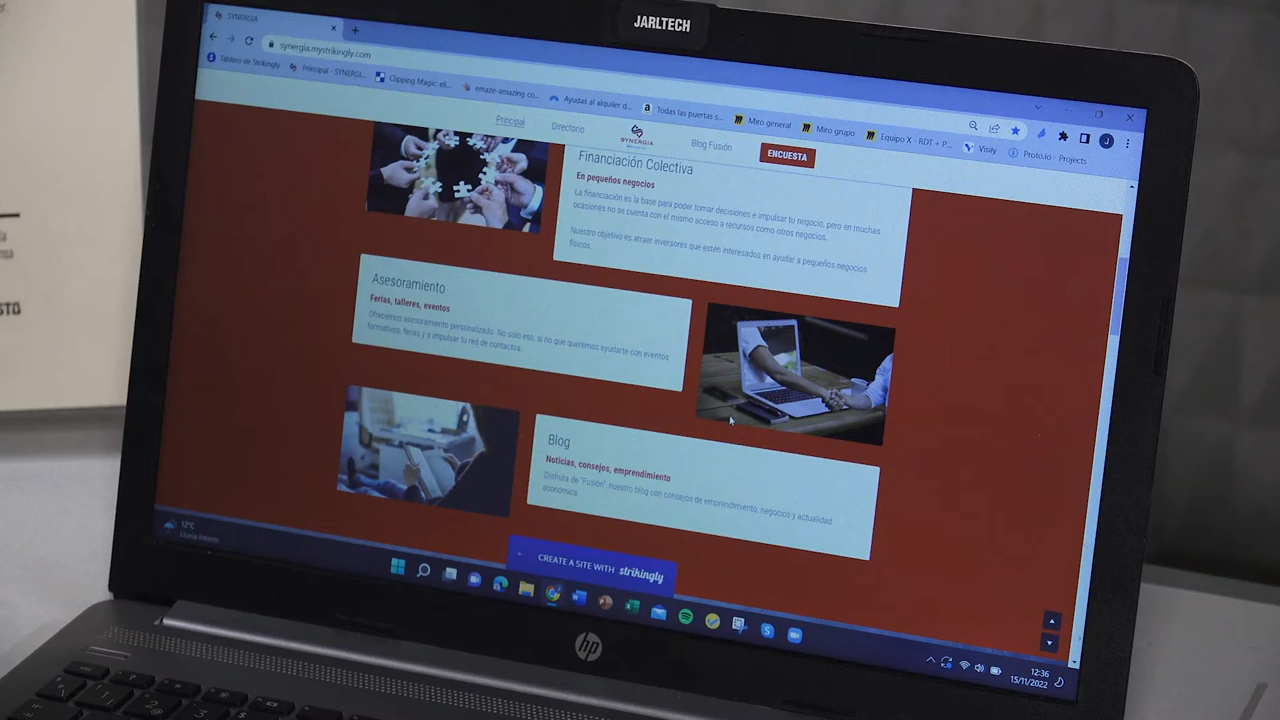 JARLTECH
SYNERGIA
synergia.mystrikingly.com
Tablero de Strikingly
Principal - SYNERGI...
Clipping Magic: eli...
emaze-amazing co...
Ayudas al alquiler d...
Todas las puertas s...
Miro general
Miro grupo
Equipo X - RDT + P...
Visily
Proto.io - Projects
Principal
Directorio
SYNERGIA
Blog Fusión
ENCUESTA
Financiación Colectiva
En pequeños negocios
La financiación es la base para poder tomar decisiones e impulsar tu negocio, pero en muchas
ocasiones no se cuenta con el mismo acceso a recursos como otros negocios.
Nuestro objetivo es atraer inversores que estén interesados en ayudar a pequeños negocios
físicos.
Asesoramiento
Ferias, talleres, eventos
Ofrecemos asesoramiento personalizado. No solo eso, si no que queremos ayudarte con eventos
formativos, ferias y a impulsar tu red de contactos.
Blog
Noticias, consejos, emprendimiento
Disfruta de "Fusión", nuestro blog con consejos de emprendimiento, negocios y actualidad
económica.
12°C
Lluvia
CREATE A SITE WITH strikingly
12:36
15/11/2022
hp